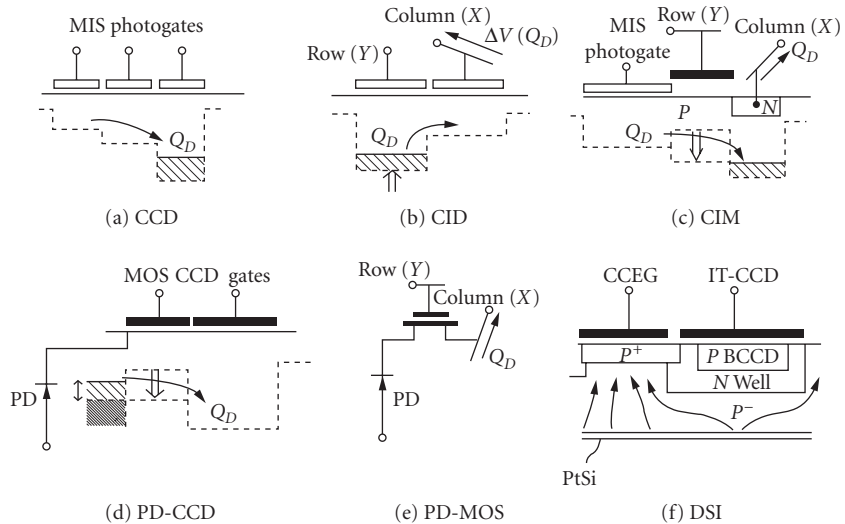 MIS photogates
Q_D
(a) CCD
Column (X)
ΔV (Q_D)
Row (Y)
Q_D
(b) CID
Row (Y)
MIS
photogate
Column (X)
Q_D
N
P
Q_D
(c) CIM
MOS CCD gates
PD
Q_D
(d) PD-CCD
Row (Y)
Column (X)
Q_D
PD
(e) PD-MOS
CCEG
IT-CCD
P⁺
P BCCD
N Well
P⁻
PtSi
(f) DSI